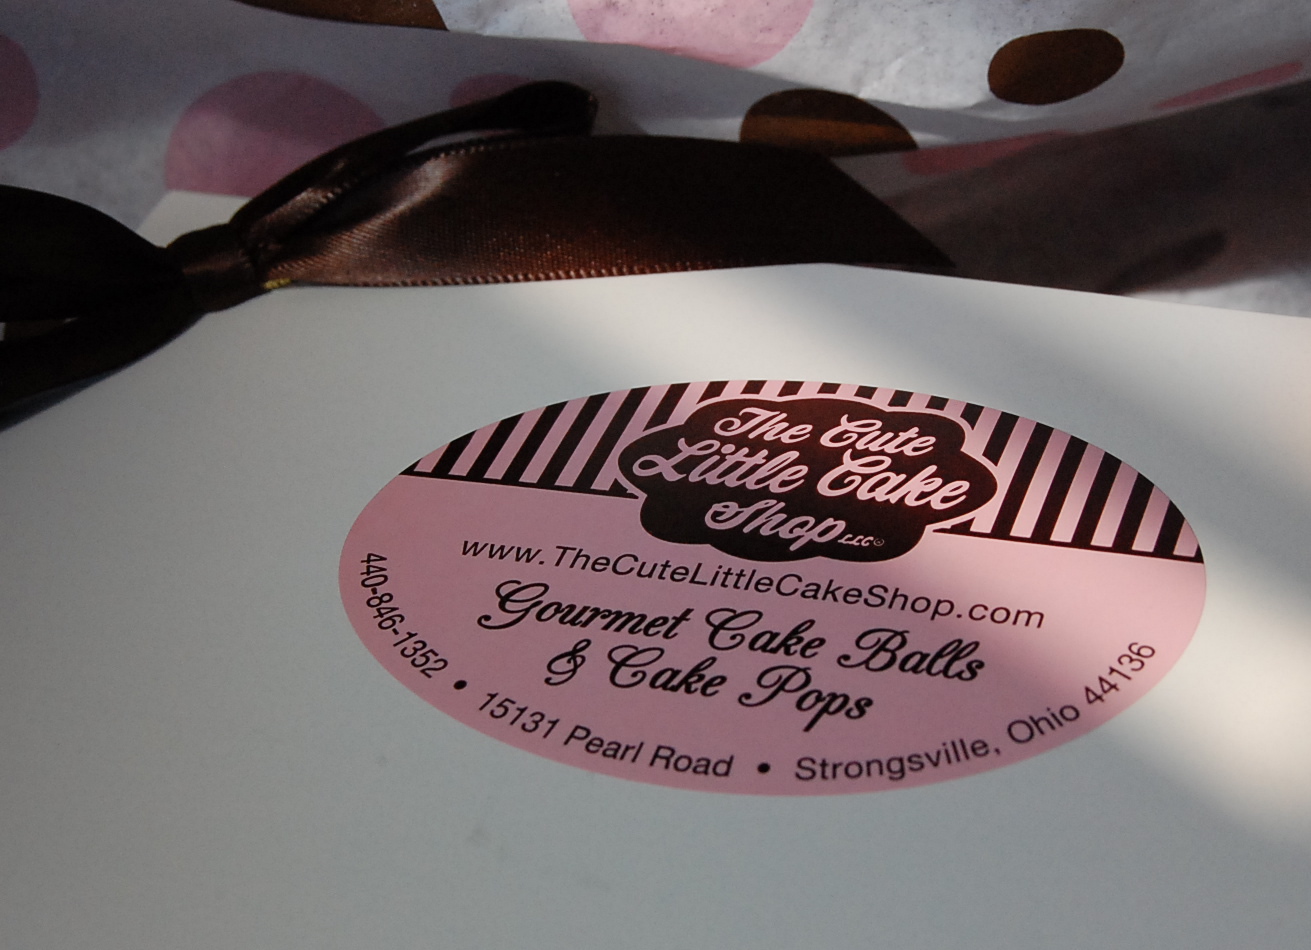 The Cute
Little Cake
Shop LLC®
www.TheCuteLittleCakeShop.com
Gourmet Cake Balls
& Cake Pops
440-846-1352 • 15131 Pearl Road • Strongsville, Ohio 44136